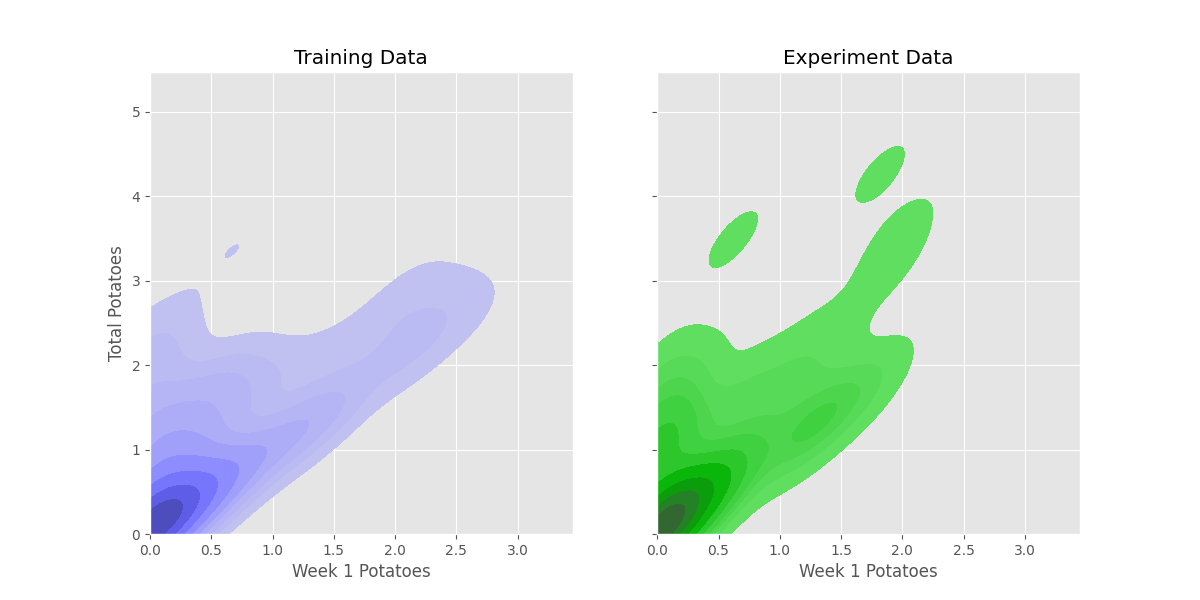 Training Data
Experiment Data
Total Potatoes
5
4
3
2
1
0
0.0 0.5 1.0 1.5 2.0 2.5 3.0
0.0 0.5 1.0 1.5 2.0 2.5 3.0
Week 1 Potatoes
Week 1 Potatoes